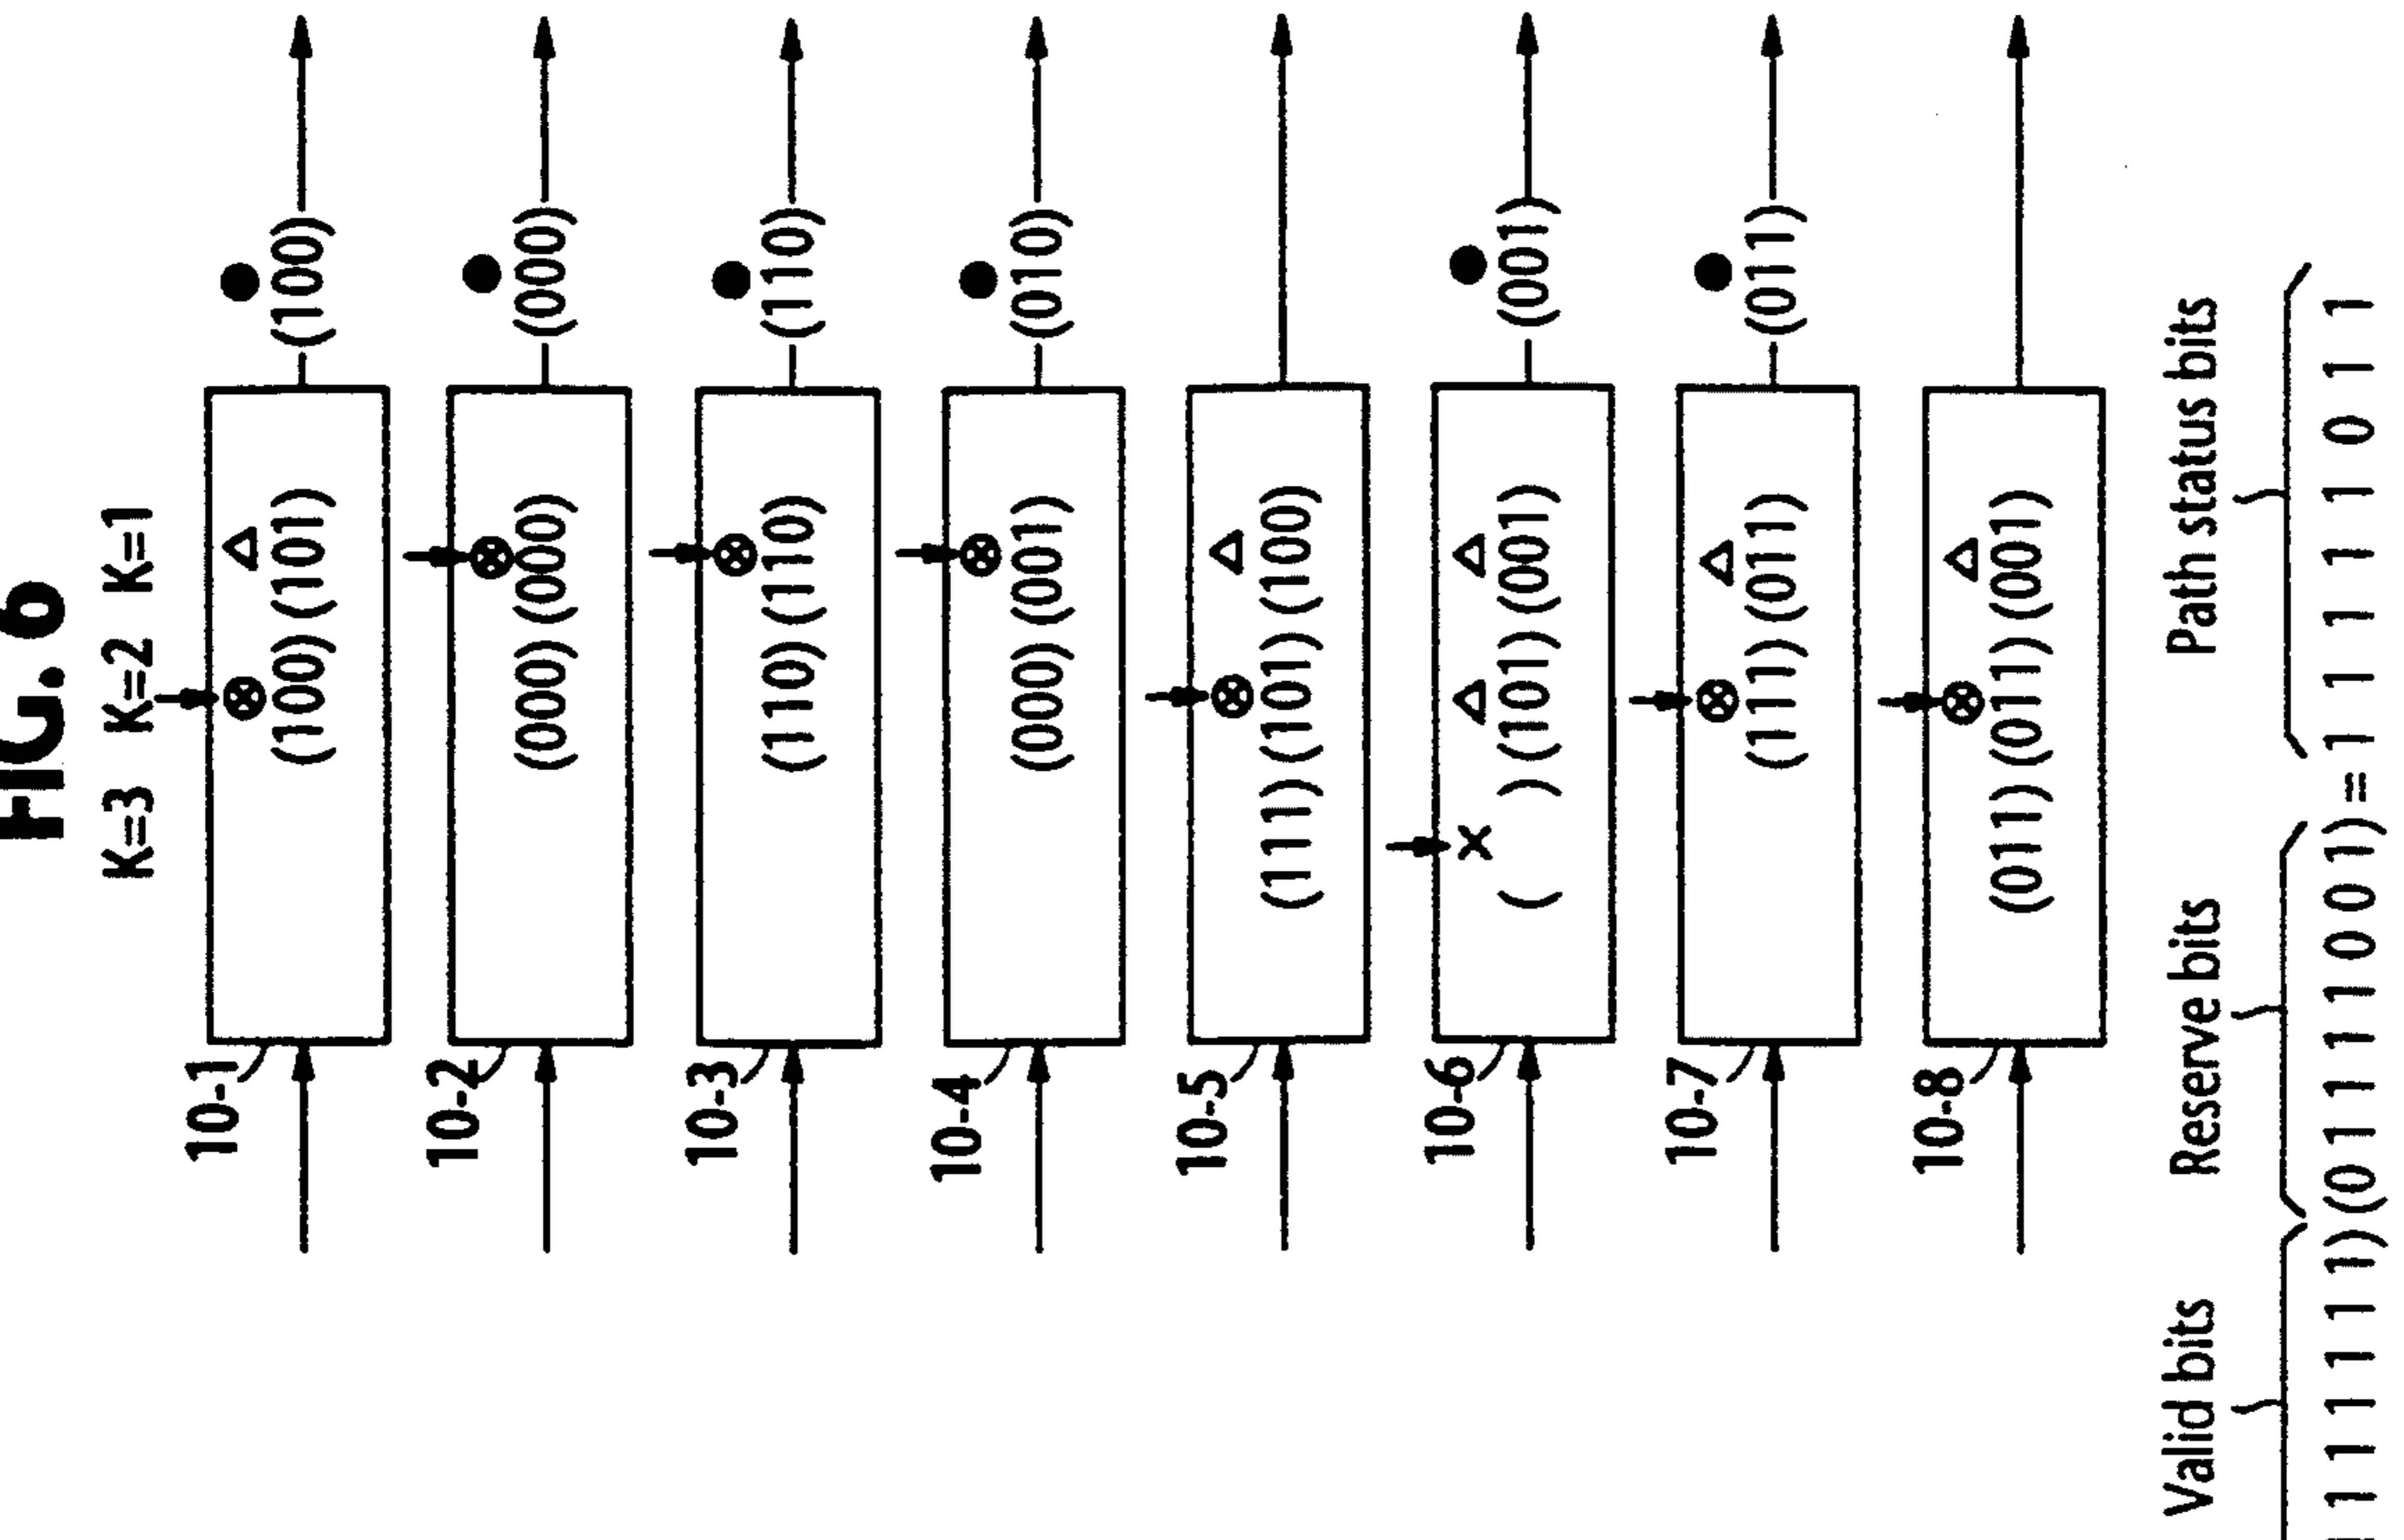 FIG. 6
K=3 K=2 K=1
10-1 (100)(101) (100)
10-2 (000)(000) (000)
10-3 (110)(110) (110)
10-4 (000)(001) (010)
10-5 (111)(101)(100)
x
10-6 ( )(101)(001) (001)
10-7 (111)(011) (011)
10-8 (011)(011)(001)
Valid bits Reserve bits Path status bits
1 1 1 1 1 1)(0 1 1 1 1 0 0 1)= 1 1 1 1 1 0 1 1